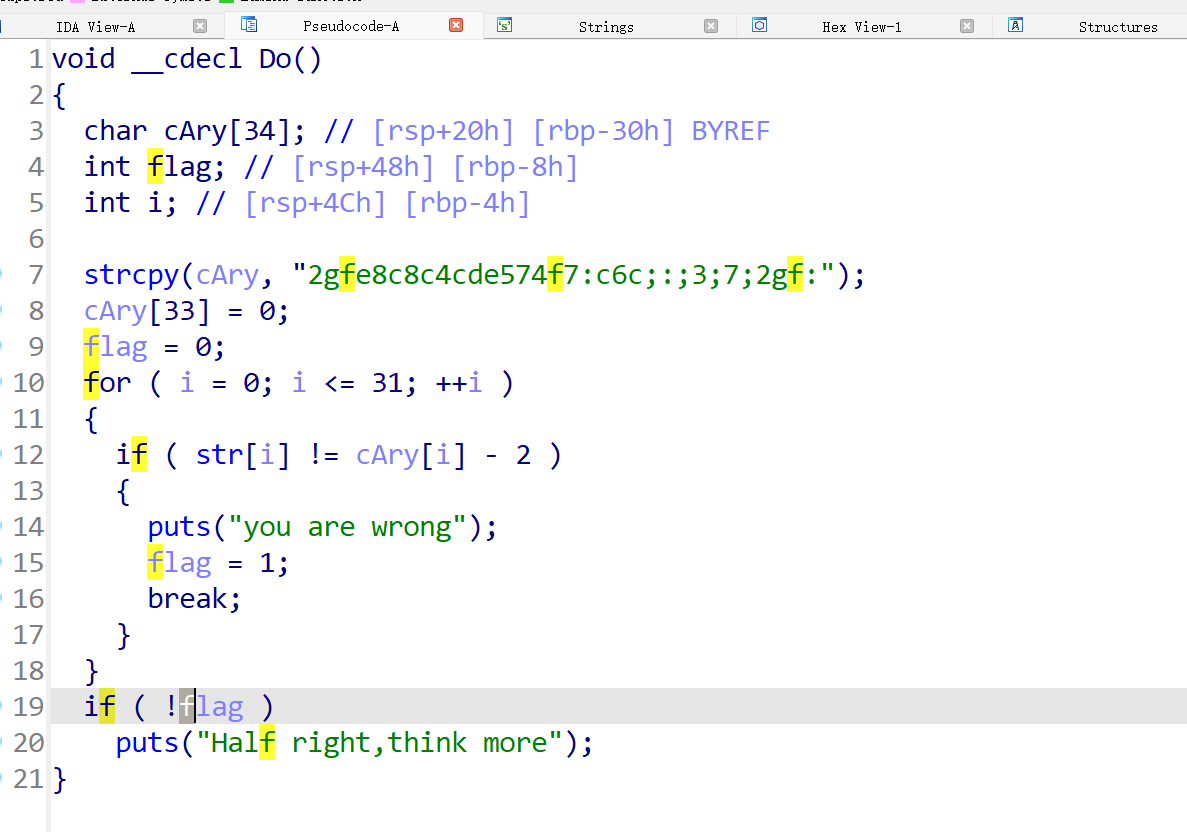 IDA View-A Pseudocode-A Strings Hex View-1 Structures
1 void __cdecl Do()
2 {
3   char cAry[34]; // [rsp+20h] [rbp-30h] BYREF
4   int flag; // [rsp+48h] [rbp-8h]
5   int i; // [rsp+4Ch] [rbp-4h]
6
7   strcpy(cAry, "2gfe8c8c4cde574f7:c6c;:;3;7;2gf:");
8   cAry[33] = 0;
9   flag = 0;
10   for ( i = 0; i <= 31; ++i )
11   {
12     if ( str[i] != cAry[i] - 2 )
13     {
14       puts("you are wrong");
15       flag = 1;
16       break;
17     }
18   }
19   if ( !flag )
20     puts("Half right,think more");
21 }